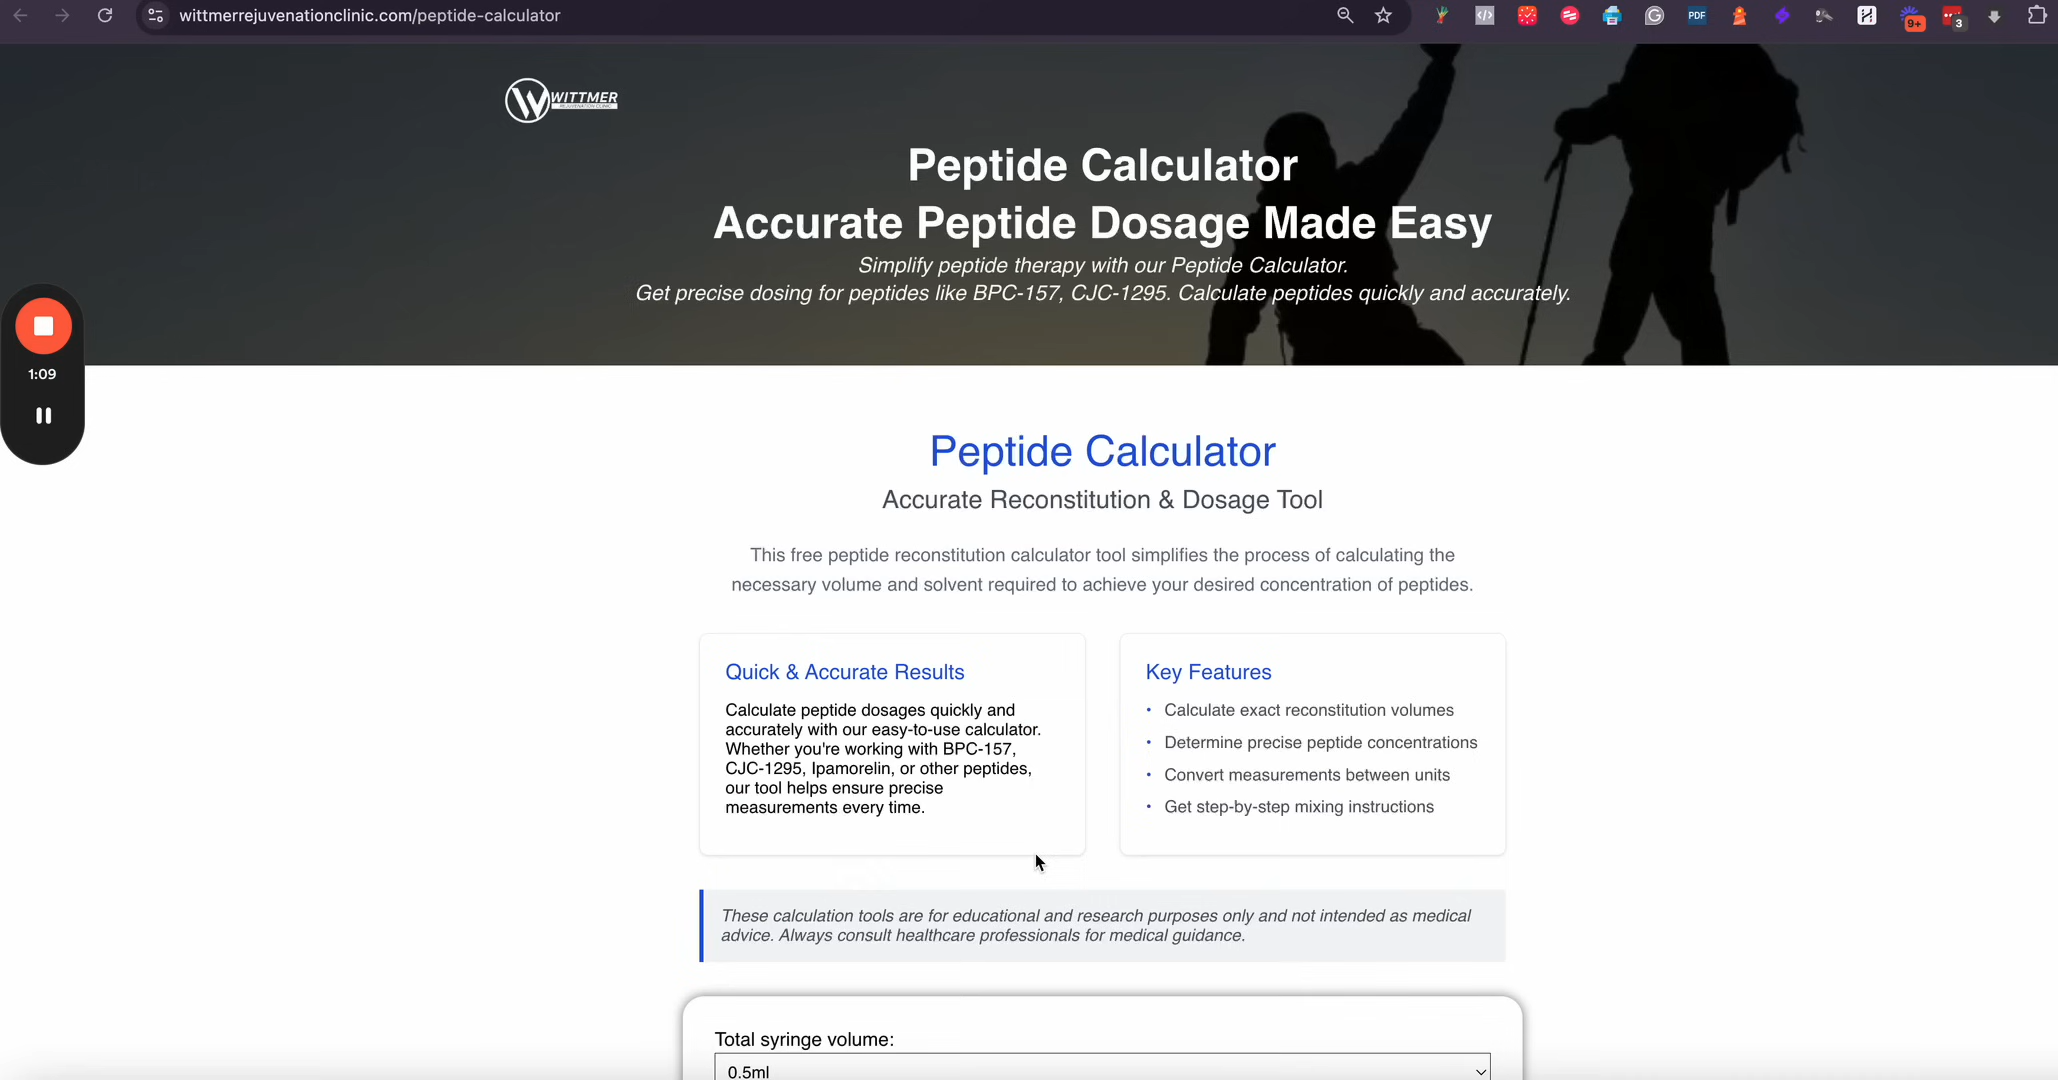 wittmerrejuvenationclinic.com/peptide-calculator
PDF
9+
3
WITTMER
REJUVENATION CLINIC
Peptide Calculator
Accurate Peptide Dosage Made Easy
Simplify peptide therapy with our Peptide Calculator.
Get precise dosing for peptides like BPC-157, CJC-1295. Calculate peptides quickly and accurately.
1:09
Peptide Calculator
Accurate Reconstitution & Dosage Tool
This free peptide reconstitution calculator tool simplifies the process of calculating the
necessary volume and solvent required to achieve your desired concentration of peptides.
Quick & Accurate Results
Calculate peptide dosages quickly and
accurately with our easy-to-use calculator.
Whether you're working with BPC-157,
CJC-1295, Ipamorelin, or other peptides,
our tool helps ensure precise
measurements every time.
Key Features
• Calculate exact reconstitution volumes
• Determine precise peptide concentrations
• Convert measurements between units
• Get step-by-step mixing instructions
These calculation tools are for educational and research purposes only and not intended as medical
advice. Always consult healthcare professionals for medical guidance.
Total syringe volume:
0.5ml